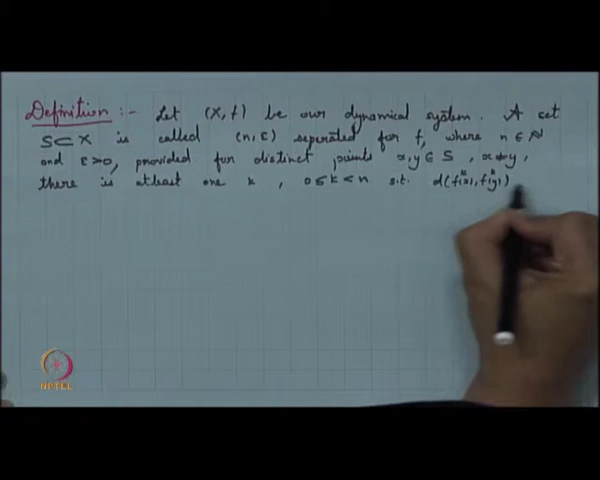 Definition :- Let (X, f) be our dynamical system. A set
S⊂X is called (n, ε) seperated for f, where n ∈ ℕ
and ε>0, provided for distinct points x, y ∈ S, x≠y,
there is atleast one k, 0≤k<n s.t. d(fᵏ(x), fᵏ(y))
NPTEL